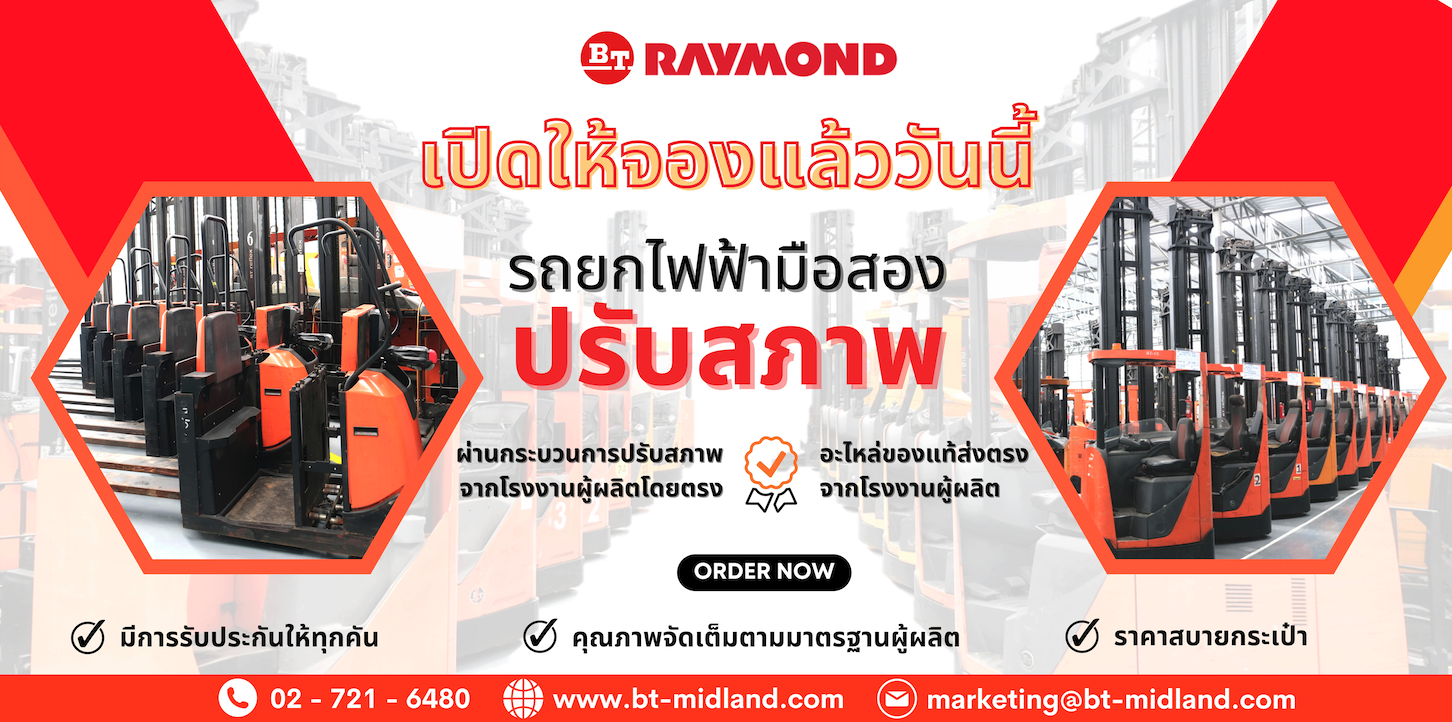 BT RAYMOND
เปิดให้จองแล้ววันนี้
รถยกไฟฟ้ามือสอง
ปรับสภาพ
ผ่านกระบวนการปรับสภาพ
จากโรงงานผู้ผลิตโดยตรง
อะไหล่ของแท้ส่งตรง
จากโรงงานผู้ผลิต
ORDER NOW
มีการรับประกันให้ทุกคัน
คุณภาพจัดเต็มตามมาตรฐานผู้ผลิต
ราคาสบายกระเป๋า
02 - 721 - 6480
www.bt-midland.com
marketing@bt-midland.com